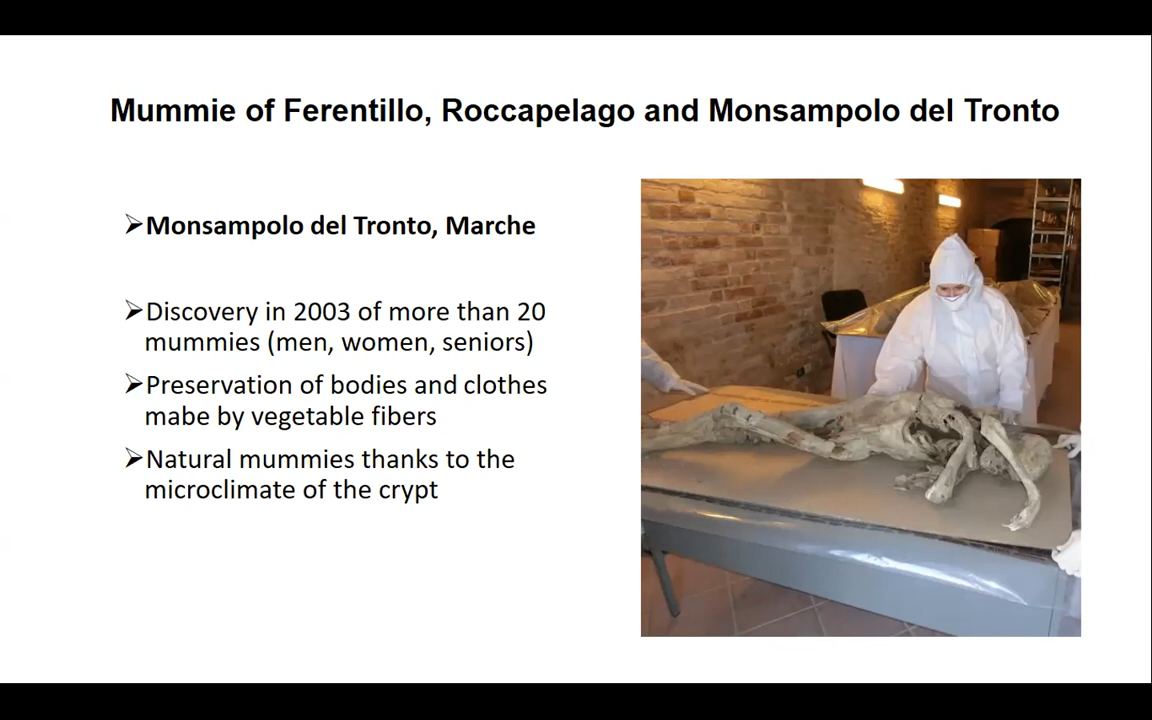 Mummie of Ferentillo, Roccapelago and Monsampolo del Tronto
➢Monsampolo del Tronto, Marche
➢Discovery in 2003 of more than 20
mummies (men, women, seniors)
➢Preservation of bodies and clothes
mabe by vegetable fibers
➢Natural mummies thanks to the
microclimate of the crypt